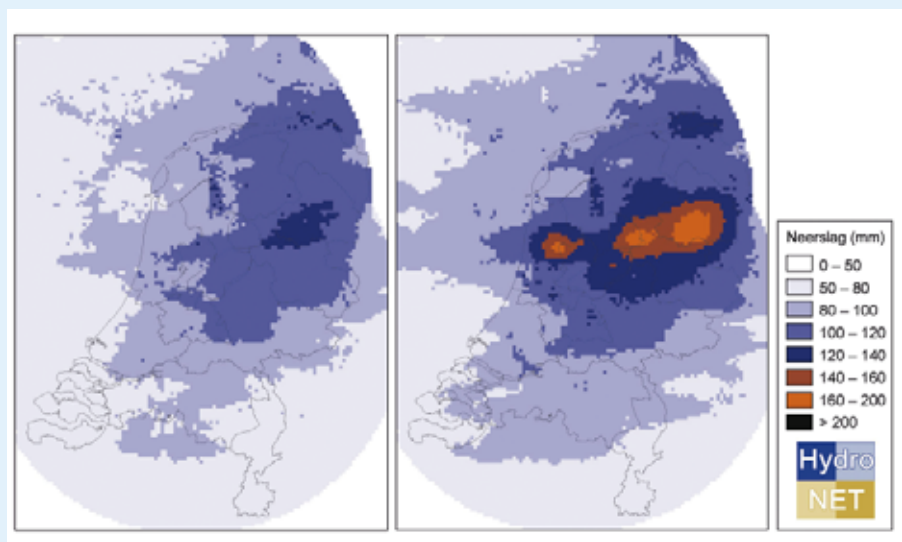 Neerslag (mm)
0 – 50
50 – 80
80 – 100
100 – 120
120 – 140
140 – 160
160 – 200
> 200
Hydro
NET